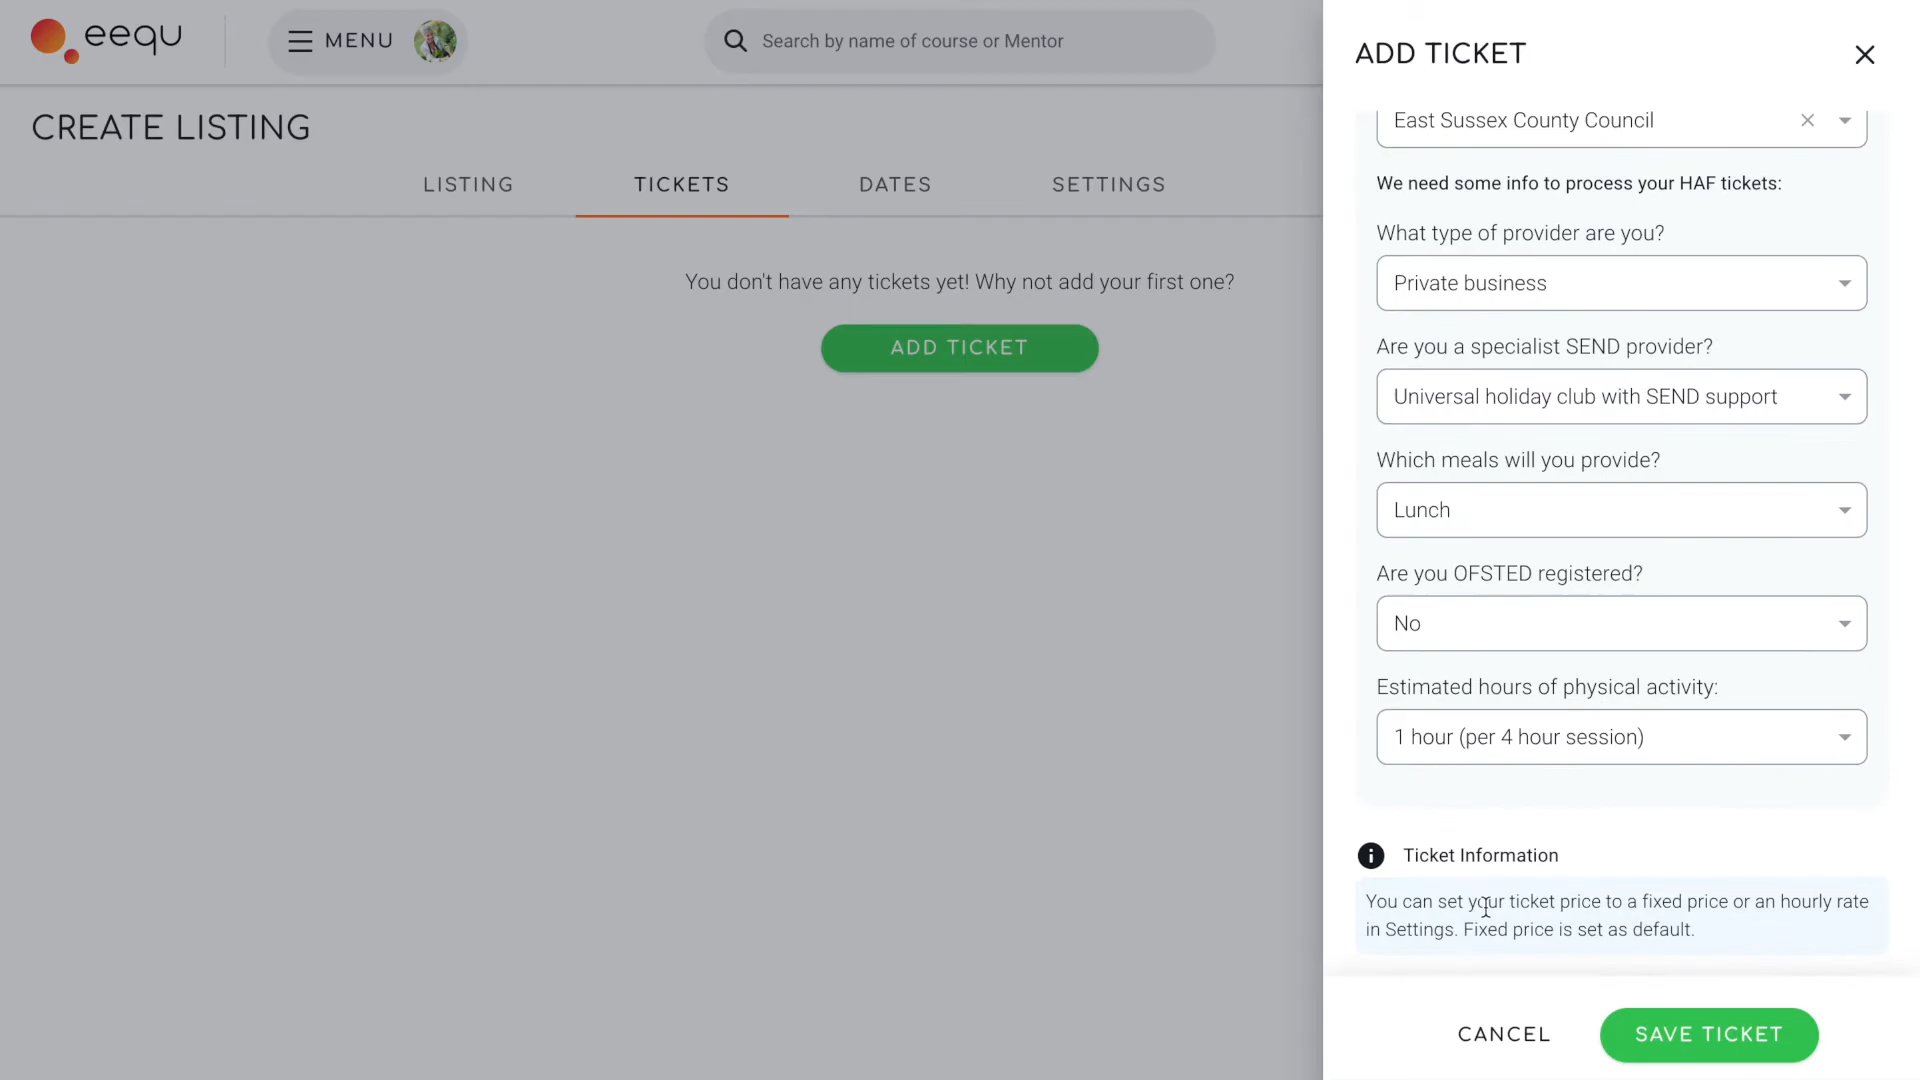 eequ
MENU
Search by name of course or Mentor
CREATE LISTING
LISTING
TICKETS
DATES
SETTINGS
You don't have any tickets yet! Why not add your first one?
ADD TICKET
ADD TICKET
East Sussex County Council
We need some info to process your HAF tickets:
What type of provider are you?
Private business
Are you a specialist SEND provider?
Universal holiday club with SEND support
Which meals will you provide?
Lunch
Are you OFSTED registered?
No
Estimated hours of physical activity:
1 hour (per 4 hour session)
Ticket Information
You can set your ticket price to a fixed price or an hourly rate
in Settings. Fixed price is set as default.
CANCEL
SAVE TICKET